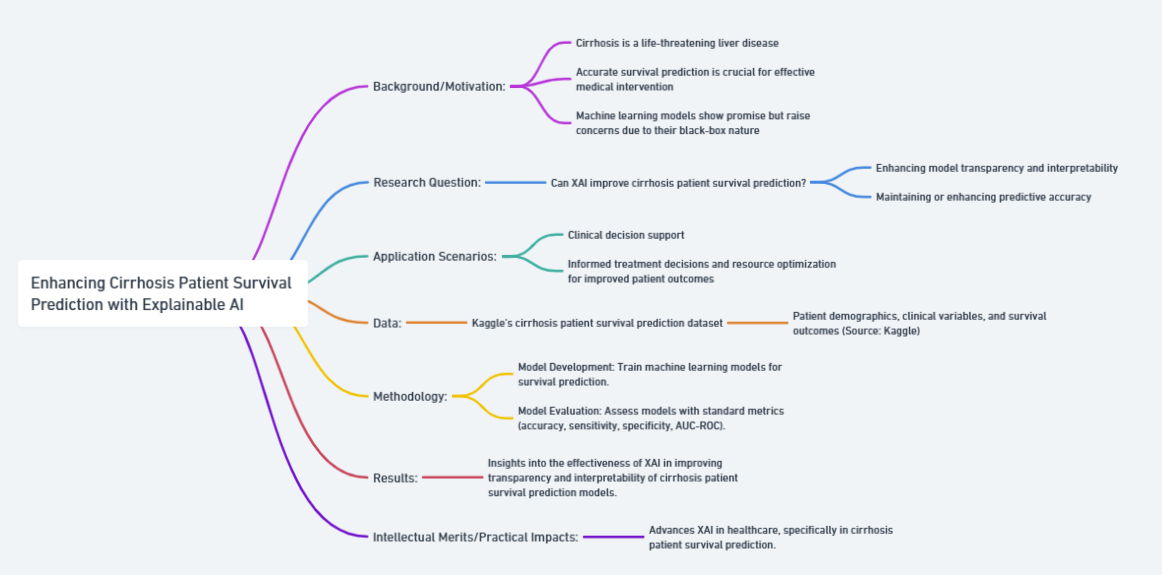 Enhancing Cirrhosis Patient Survival
Prediction with Explainable AI
Background/Motivation:
Cirrhosis is a life-threatening liver disease
Accurate survival prediction is crucial for effective
medical intervention
Machine learning models show promise but raise
concerns due to their black-box nature
Research Question:
Can XAI improve cirrhosis patient survival prediction?
Enhancing model transparency and interpretability
Maintaining or enhancing predictive accuracy
Application Scenarios:
Clinical decision support
Informed treatment decisions and resource optimization
for improved patient outcomes
Data:
Kaggle's cirrhosis patient survival prediction dataset
Patient demographics, clinical variables, and survival
outcomes (Source: Kaggle)
Methodology:
Model Development: Train machine learning models for
survival prediction.
Model Evaluation: Assess models with standard metrics
(accuracy, sensitivity, specificity, AUC-ROC).
Results:
Insights into the effectiveness of XAI in improving
transparency and interpretability of cirrhosis patient
survival prediction models.
Intellectual Merits/Practical Impacts:
Advances XAI in healthcare, specifically in cirrhosis
patient survival prediction.